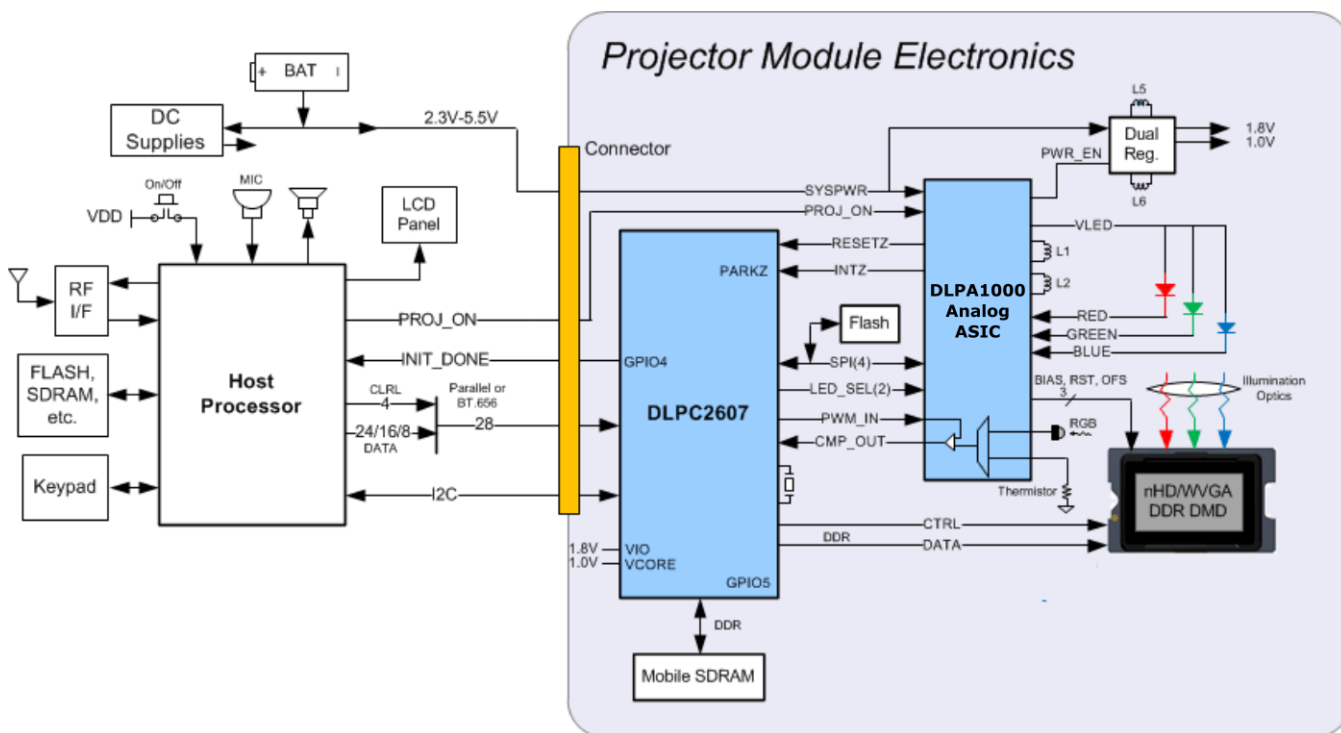 Projector Module Electronics
+ BAT I
DC
Supplies
2.3V-5.5V
Connector
L5
Dual
Reg.
L6
1.8V
1.0V
PWR_EN
On/Off
VDD
MIC
LCD
Panel
SYSPWR
PROJ_ON
VLED
RESETZ
PARKZ
INTZ
L1
L2
RF
I/F
DLPA1000
Analog
ASIC
Flash
RED
GREEN
BLUE
PROJ_ON
INIT_DONE
GPIO4
SPI(4)
FLASH,
SDRAM,
etc.
Host
Processor
CLRL
4
Parallel or
BT.656
28
24/16/8
DATA
DLPC2607
LED_SEL(2)
PWM_IN
CMP_OUT
BIAS, RST, OFS
3
Illumination
Optics
RGB
Thermistor
Keypad
I2C
nHD/WVGA
DDR DMD
CTRL
DDR
DATA
1.8V
VIO
1.0V
VCORE
GPIO5
DDR
Mobile SDRAM